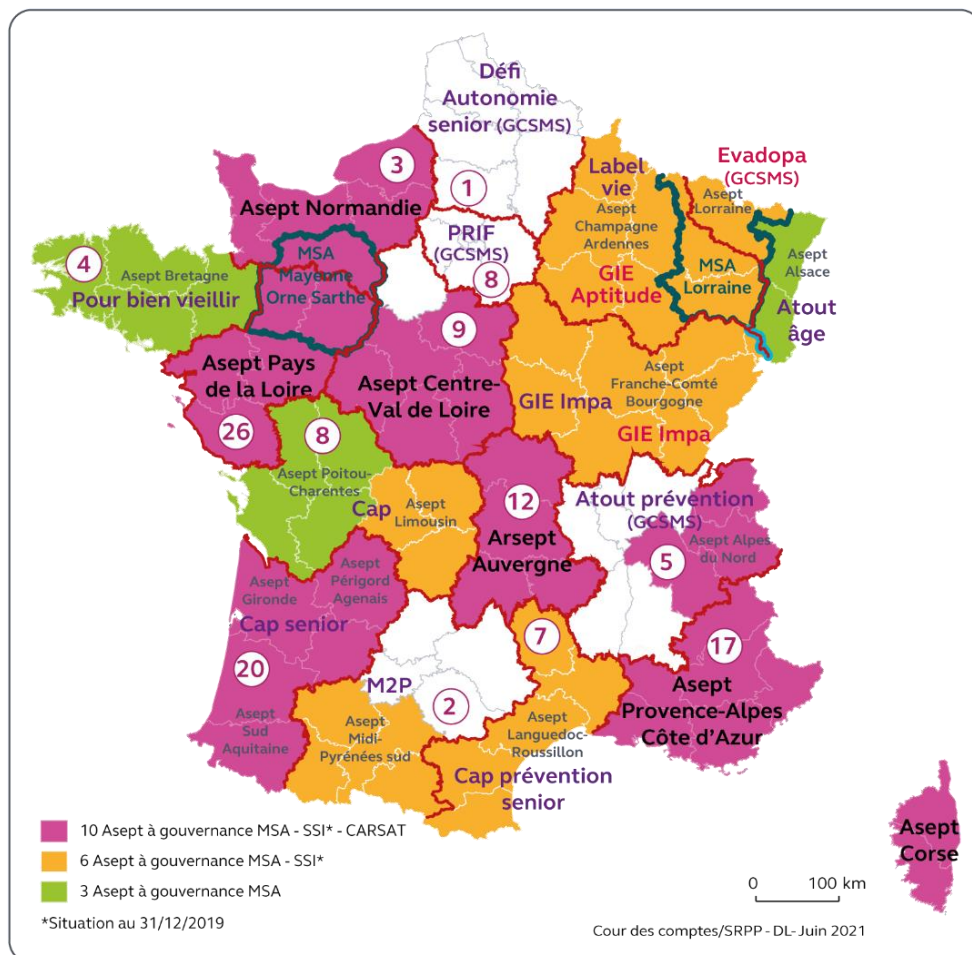 Défi
Autonomie
senior (GCSMS)
3
1
Asept Normandie
Label
vie
Asept
Champagne
Ardennes
GIE
Aptitude
Evadopa
(GCSMS)
Asept
Lorraine
MSA
Lorraine
Asept
Alsace
Atout
âge
PRIF
(GCSMS)
8
4
Asept Bretagne
Pour bien vieillir
MSA
Mayenne
Orne Sarthe
9
Asept Pays
de la Loire
26
Asept Centre-
Val de Loire
GIE Impa
Asept
Franche-Comté
Bourgogne
GIE Impa
8
Asept Poitou-
Charentes
Cap
Asept
Limousin
12
Arsept
Auvergne
Atout prévention
(GCSMS)
Asept Alpes
du Nord
5
Asept
Gironde
Asept
Périgord
Agenais
Cap senior
20
Asept
Sud
Aquitaine
M2P
2
7
Asept
Midi-
Pyrénées sud
Asept
Languedoc-
Roussillon
Cap prévention
senior
17
Asept
Provence-Alpes
Côte d'Azur
Asept
Corse
10 Asept à gouvernance MSA - SSI* - CARSAT
6 Asept à gouvernance MSA - SSI*
3 Asept à gouvernance MSA
*Situation au 31/12/2019
0 100 km
Cour des comptes/SRPP - DL- Juin 2021